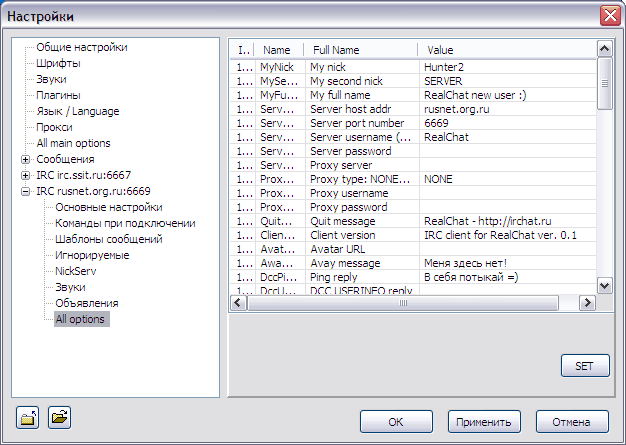 Настройки
Общие настройки
Шрифты
Звуки
Плагины
Язык / Language
Прокси
All main options
Сообщения
IRC irc.ssit.ru:6667
IRC rusnet.org.ru:6669
Основные настройки
Команды при подключении
Шаблоны сообщений
Игнорируемые
NickServ
Звуки
Объявления
All options
I.. Name Full Name Value
1... MyNick My nick Hunter2
1... MySe... My second nick SERVER
1... MyFu... My full name RealChat new user :)
1... Serv... Server host addr rusnet.org.ru
1... Serv... Server port number 6669
1... Serv... Server username (... RealChat
1... Serv... Server password
1... Serv... Proxy server
1... Prox... Proxy type: NONE... NONE
1... Prox... Proxy username
1... Prox... Proxy password
1... Quit... Quit message RealChat - http://irchat.ru
1... Clien... Client version IRC client for RealChat ver. 0.1
1... Avat... Avatar URL
1... Awa... Avay message Меня здесь нет!
1... DccPi... Ping reply В себя потыкай =)
1... DccU... DCC USERINFO reply
SET
OK Применить Отмена